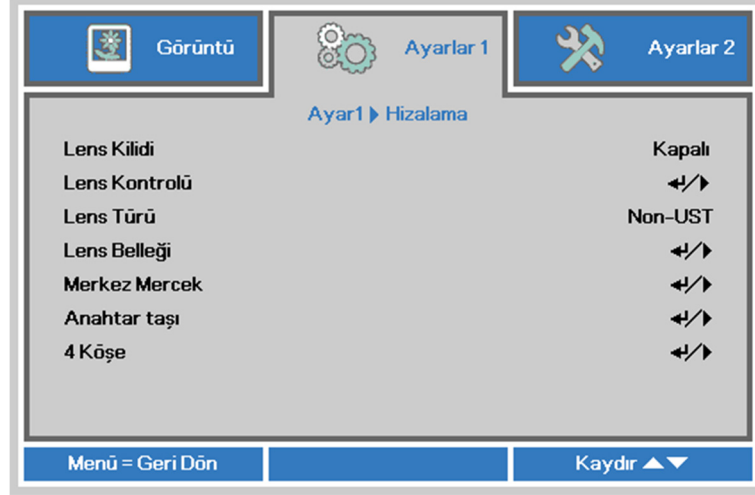 Görüntü Ayarlar 1 Ayarlar 2
Ayar1 Hizalama
Lens Kilidi Kapalı
Lens Kontrolü
Lens Türü Non-UST
Lens Belleği
Merkez Mercek
Anahtar taşı
4 Köşe
Menü = Geri Dön Kaydır